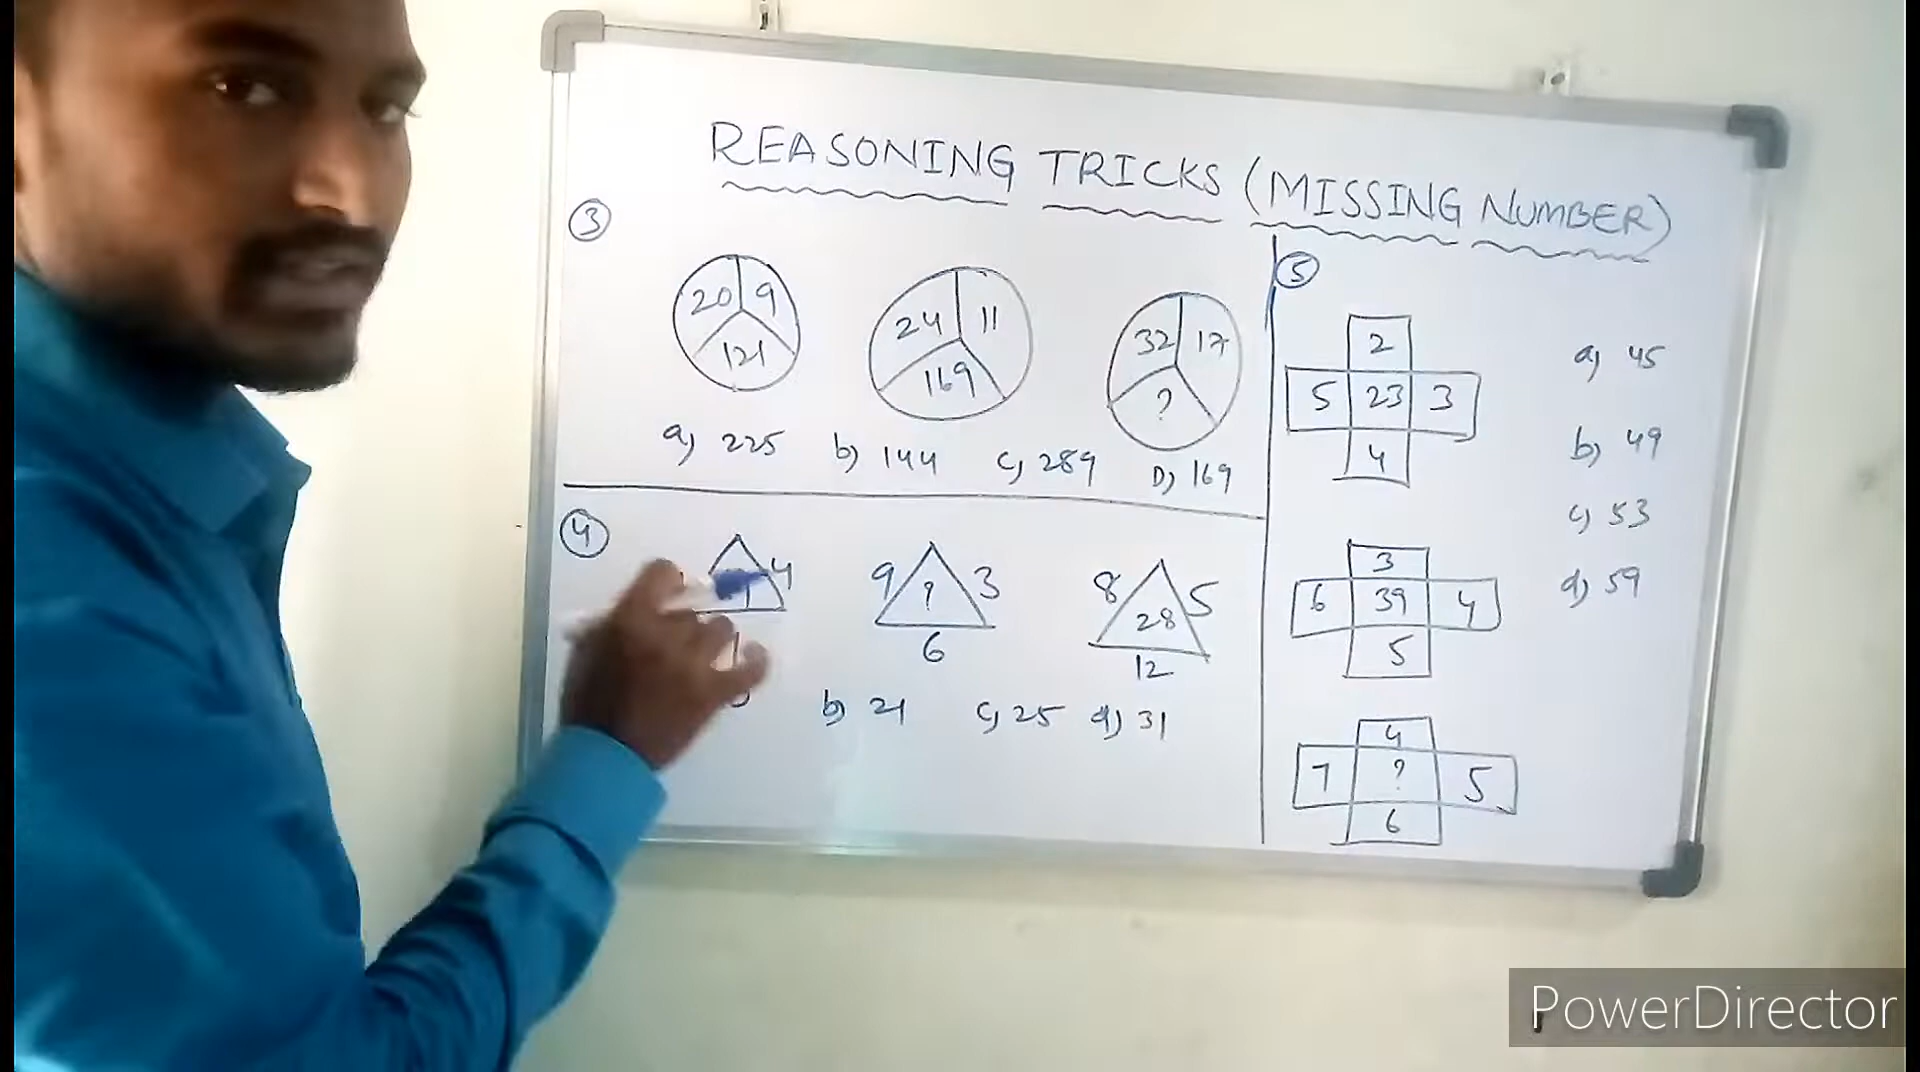 REASONING TRICKS (MISSING NUMBER)
3
20 9
121
24 11
169
32 17
?
a) 225 b) 144 c) 289 D) 169
4
4
9 ? 3
6
8 28 5
12
b) 21 c) 25 d) 31
5
2
5 23 3
4
3
6 39 4
5
4
7 ? 5
6
a) 45
b) 49
c) 53
d) 59
PowerDirector